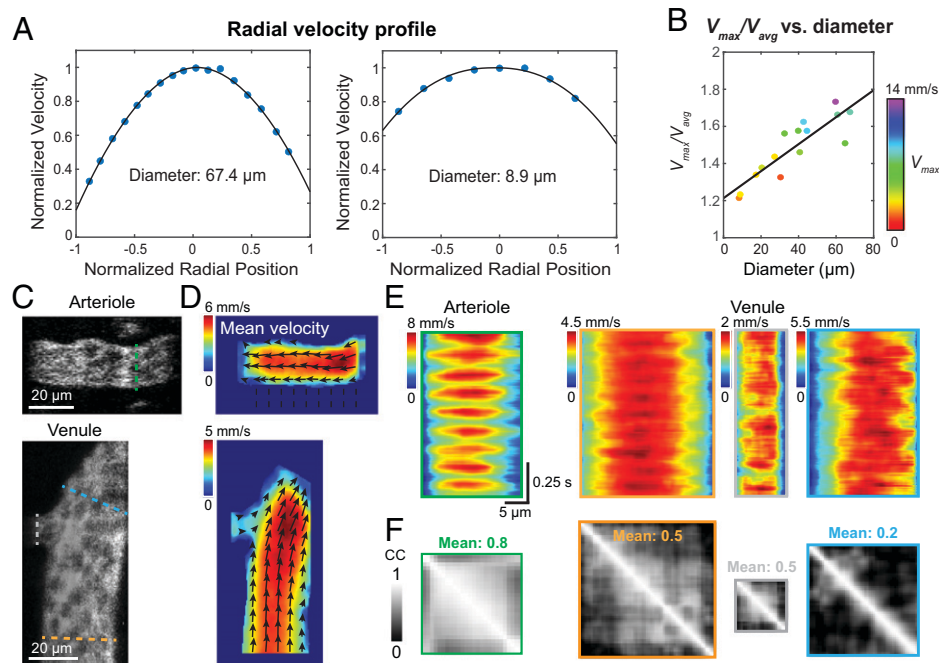 A
Radial velocity profile
Normalized Velocity
1
0.8
0.6
0.4
0.2
0
Diameter: 67.4 µm
-1 -0.5 0 0.5 1
Normalized Radial Position
Normalized Velocity
1
0.8
0.6
0.4
0.2
0
Diameter: 8.9 µm
-1 -0.5 0 0.5 1
Normalized Radial Position
B
Vmax/Vavg vs. diameter
Vmax/Vavg
2
1.8
1.6
1.4
1.2
1
0 20 40 60 80
Diameter (µm)
14 mm/s
Vmax
0
C
Arteriole
20 µm
Venule
20 µm
D
6 mm/s
0
Mean velocity
5 mm/s
0
E
Arteriole
8 mm/s
0
0.25 s
5 µm
Venule
4.5 mm/s
0
2 mm/s
0
5.5 mm/s
0
F
CC
1
0
Mean: 0.8
Mean: 0.5
Mean: 0.5
Mean: 0.2